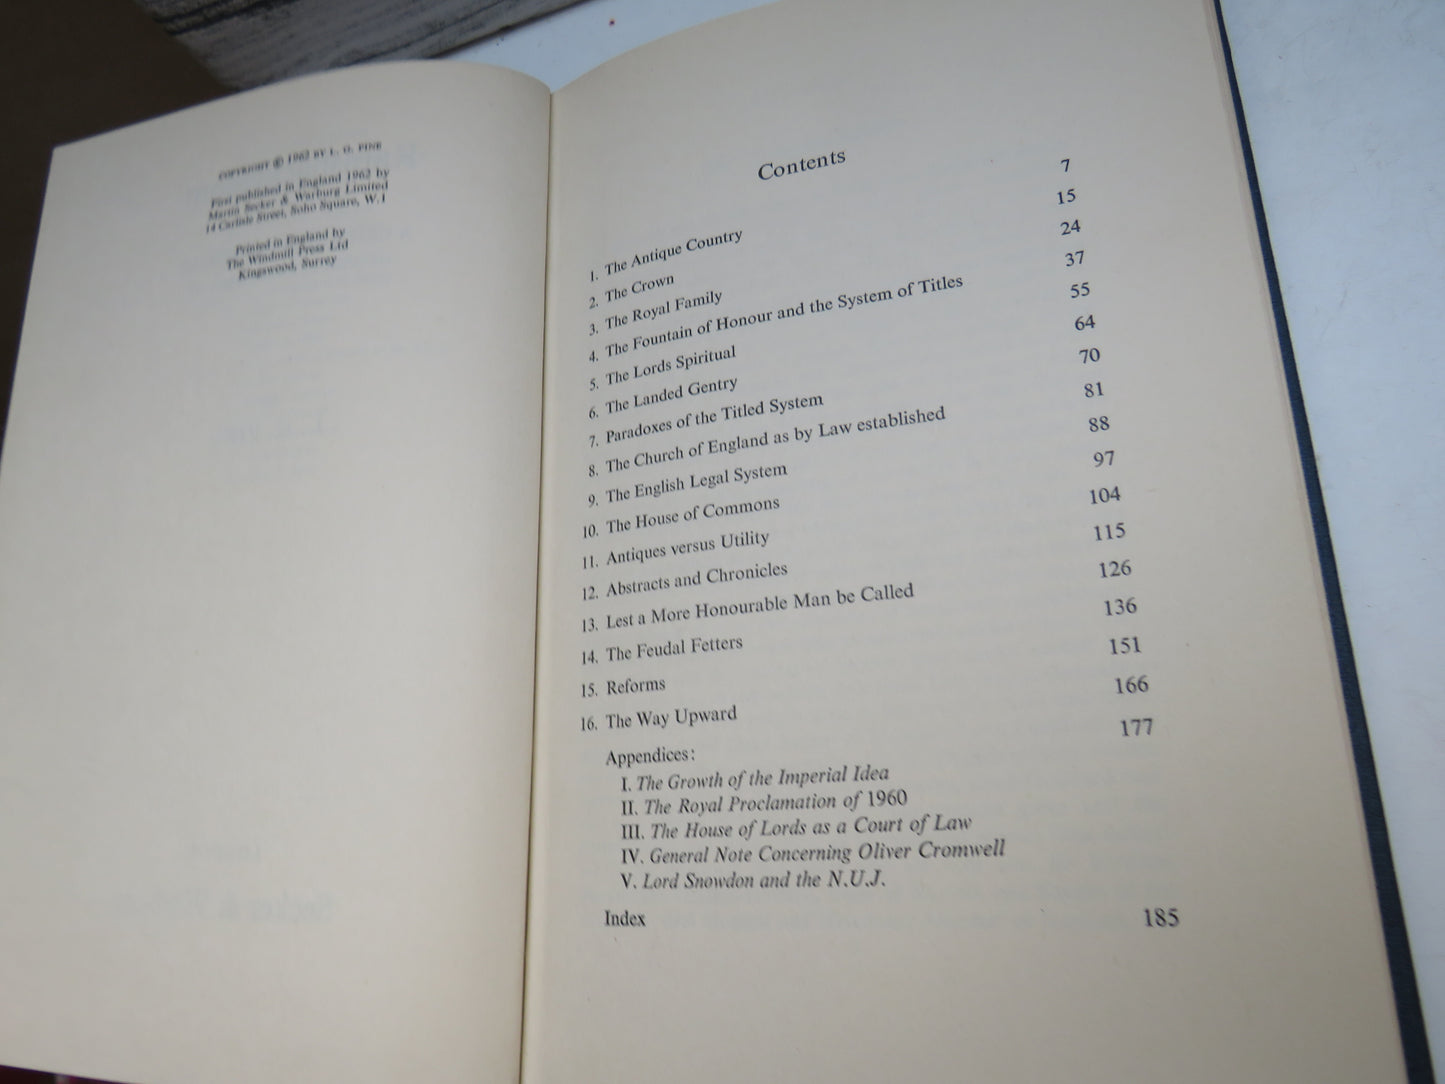 COPYRIGHT © 1962 BY L. G. PINE
First published in England 1962 by
Martin Secker & Warburg Limited
14 Carlisle Street, Soho Square, W.1
Printed in England by
The Windmill Press Ltd
Kingswood, Surrey
Contents
1. The Antique Country 7
2. The Crown 15
3. The Royal Family 24
4. The Fountain of Honour and the System of Titles 37
5. The Lords Spiritual 55
6. The Landed Gentry 64
7. Paradoxes of the Titled System 70
8. The Church of England as by Law established 81
9. The English Legal System 88
10. The House of Commons 97
11. Antiques versus Utility 104
12. Abstracts and Chronicles 115
13. Lest a More Honourable Man be Called 126
14. The Feudal Fetters 136
15. Reforms 151
16. The Way Upward 166
Appendices: 177
I. The Growth of the Imperial Idea
II. The Royal Proclamation of 1960
III. The House of Lords as a Court of Law
IV. General Note Concerning Oliver Cromwell
V. Lord Snowdon and the N.U.J.
Index 185